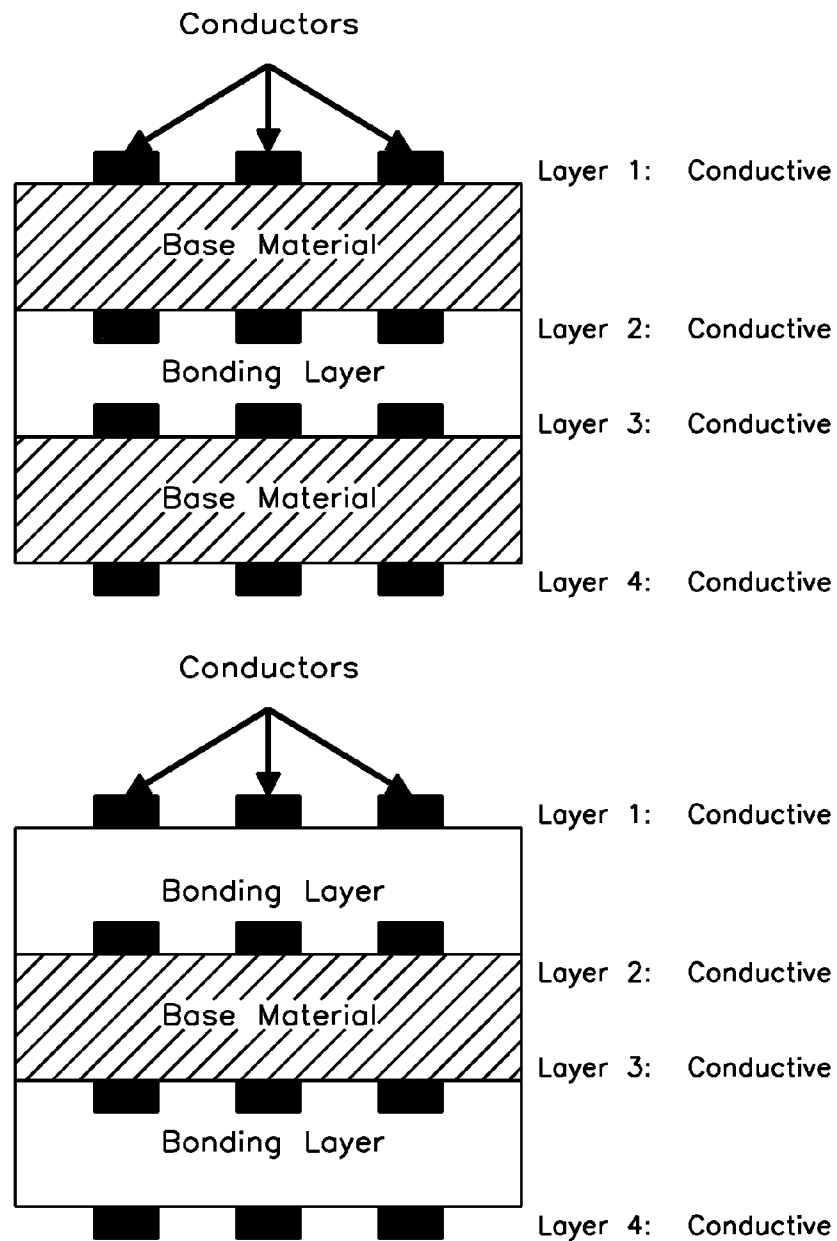 Conductors
Layer 1: Conductive
Base Material
Layer 2: Conductive
Bonding Layer
Layer 3: Conductive
Base Material
Layer 4: Conductive
Conductors
Layer 1: Conductive
Bonding Layer
Layer 2: Conductive
Base Material
Layer 3: Conductive
Bonding Layer
Layer 4: Conductive